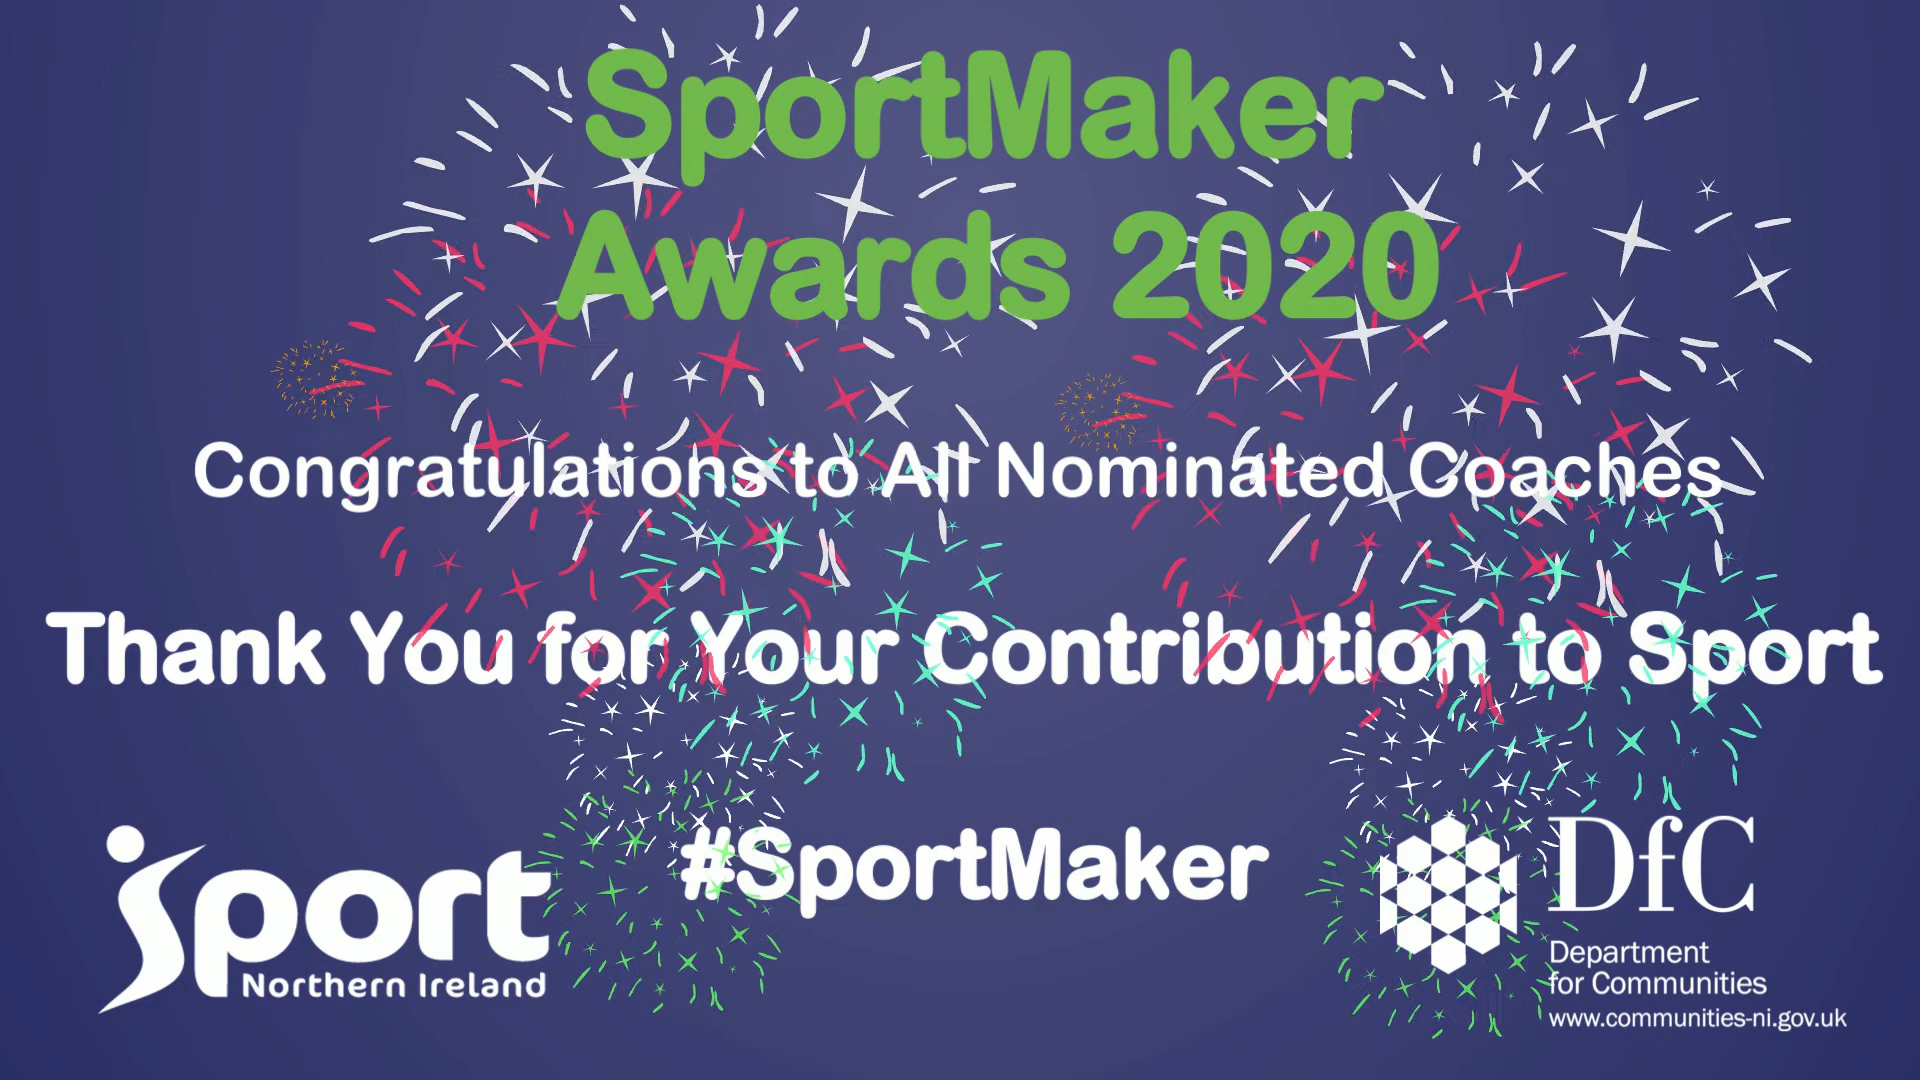 SportMaker
Awards 2020
Congratulations to All Nominated Coaches
Thank You for Your Contribution to Sport
#SportMaker
Sport
Northern Ireland
DfC
Department
for Communities
www.communities-ni.gov.uk